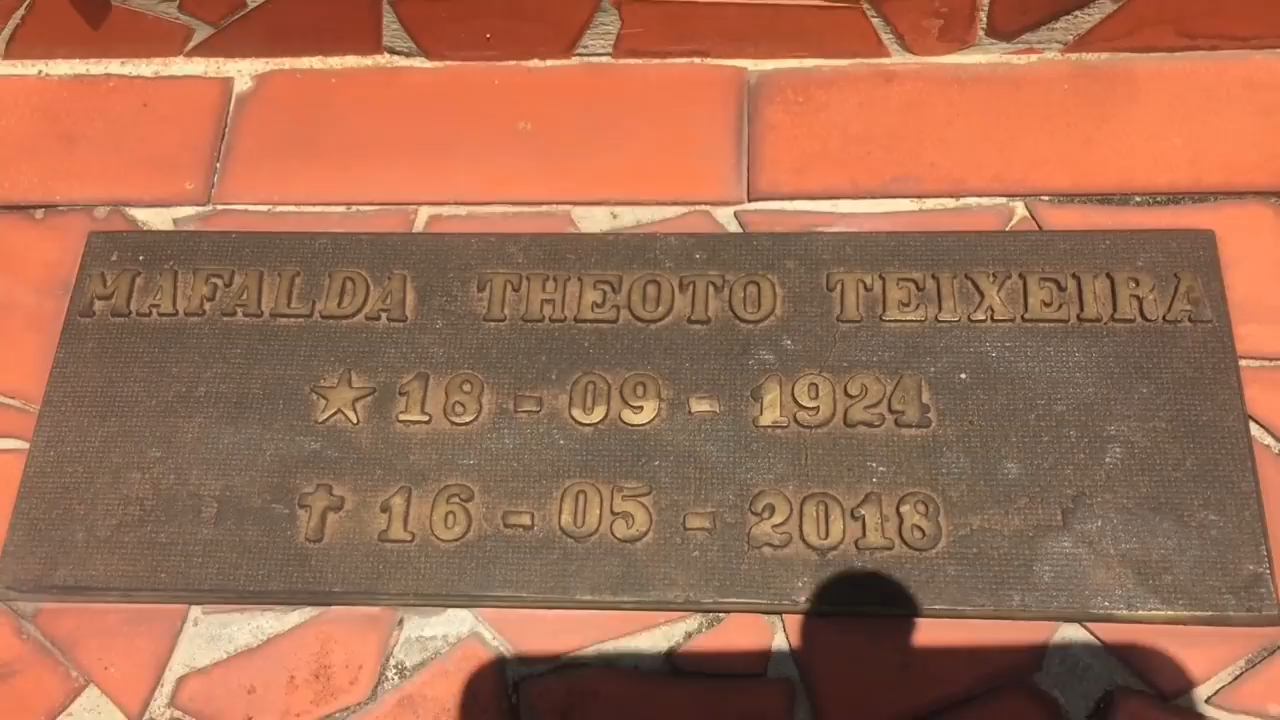 MAFALDA THEOTO TEIXEIRA
★ 18 - 09 - 1924
✝ 16 - 05 - 2018